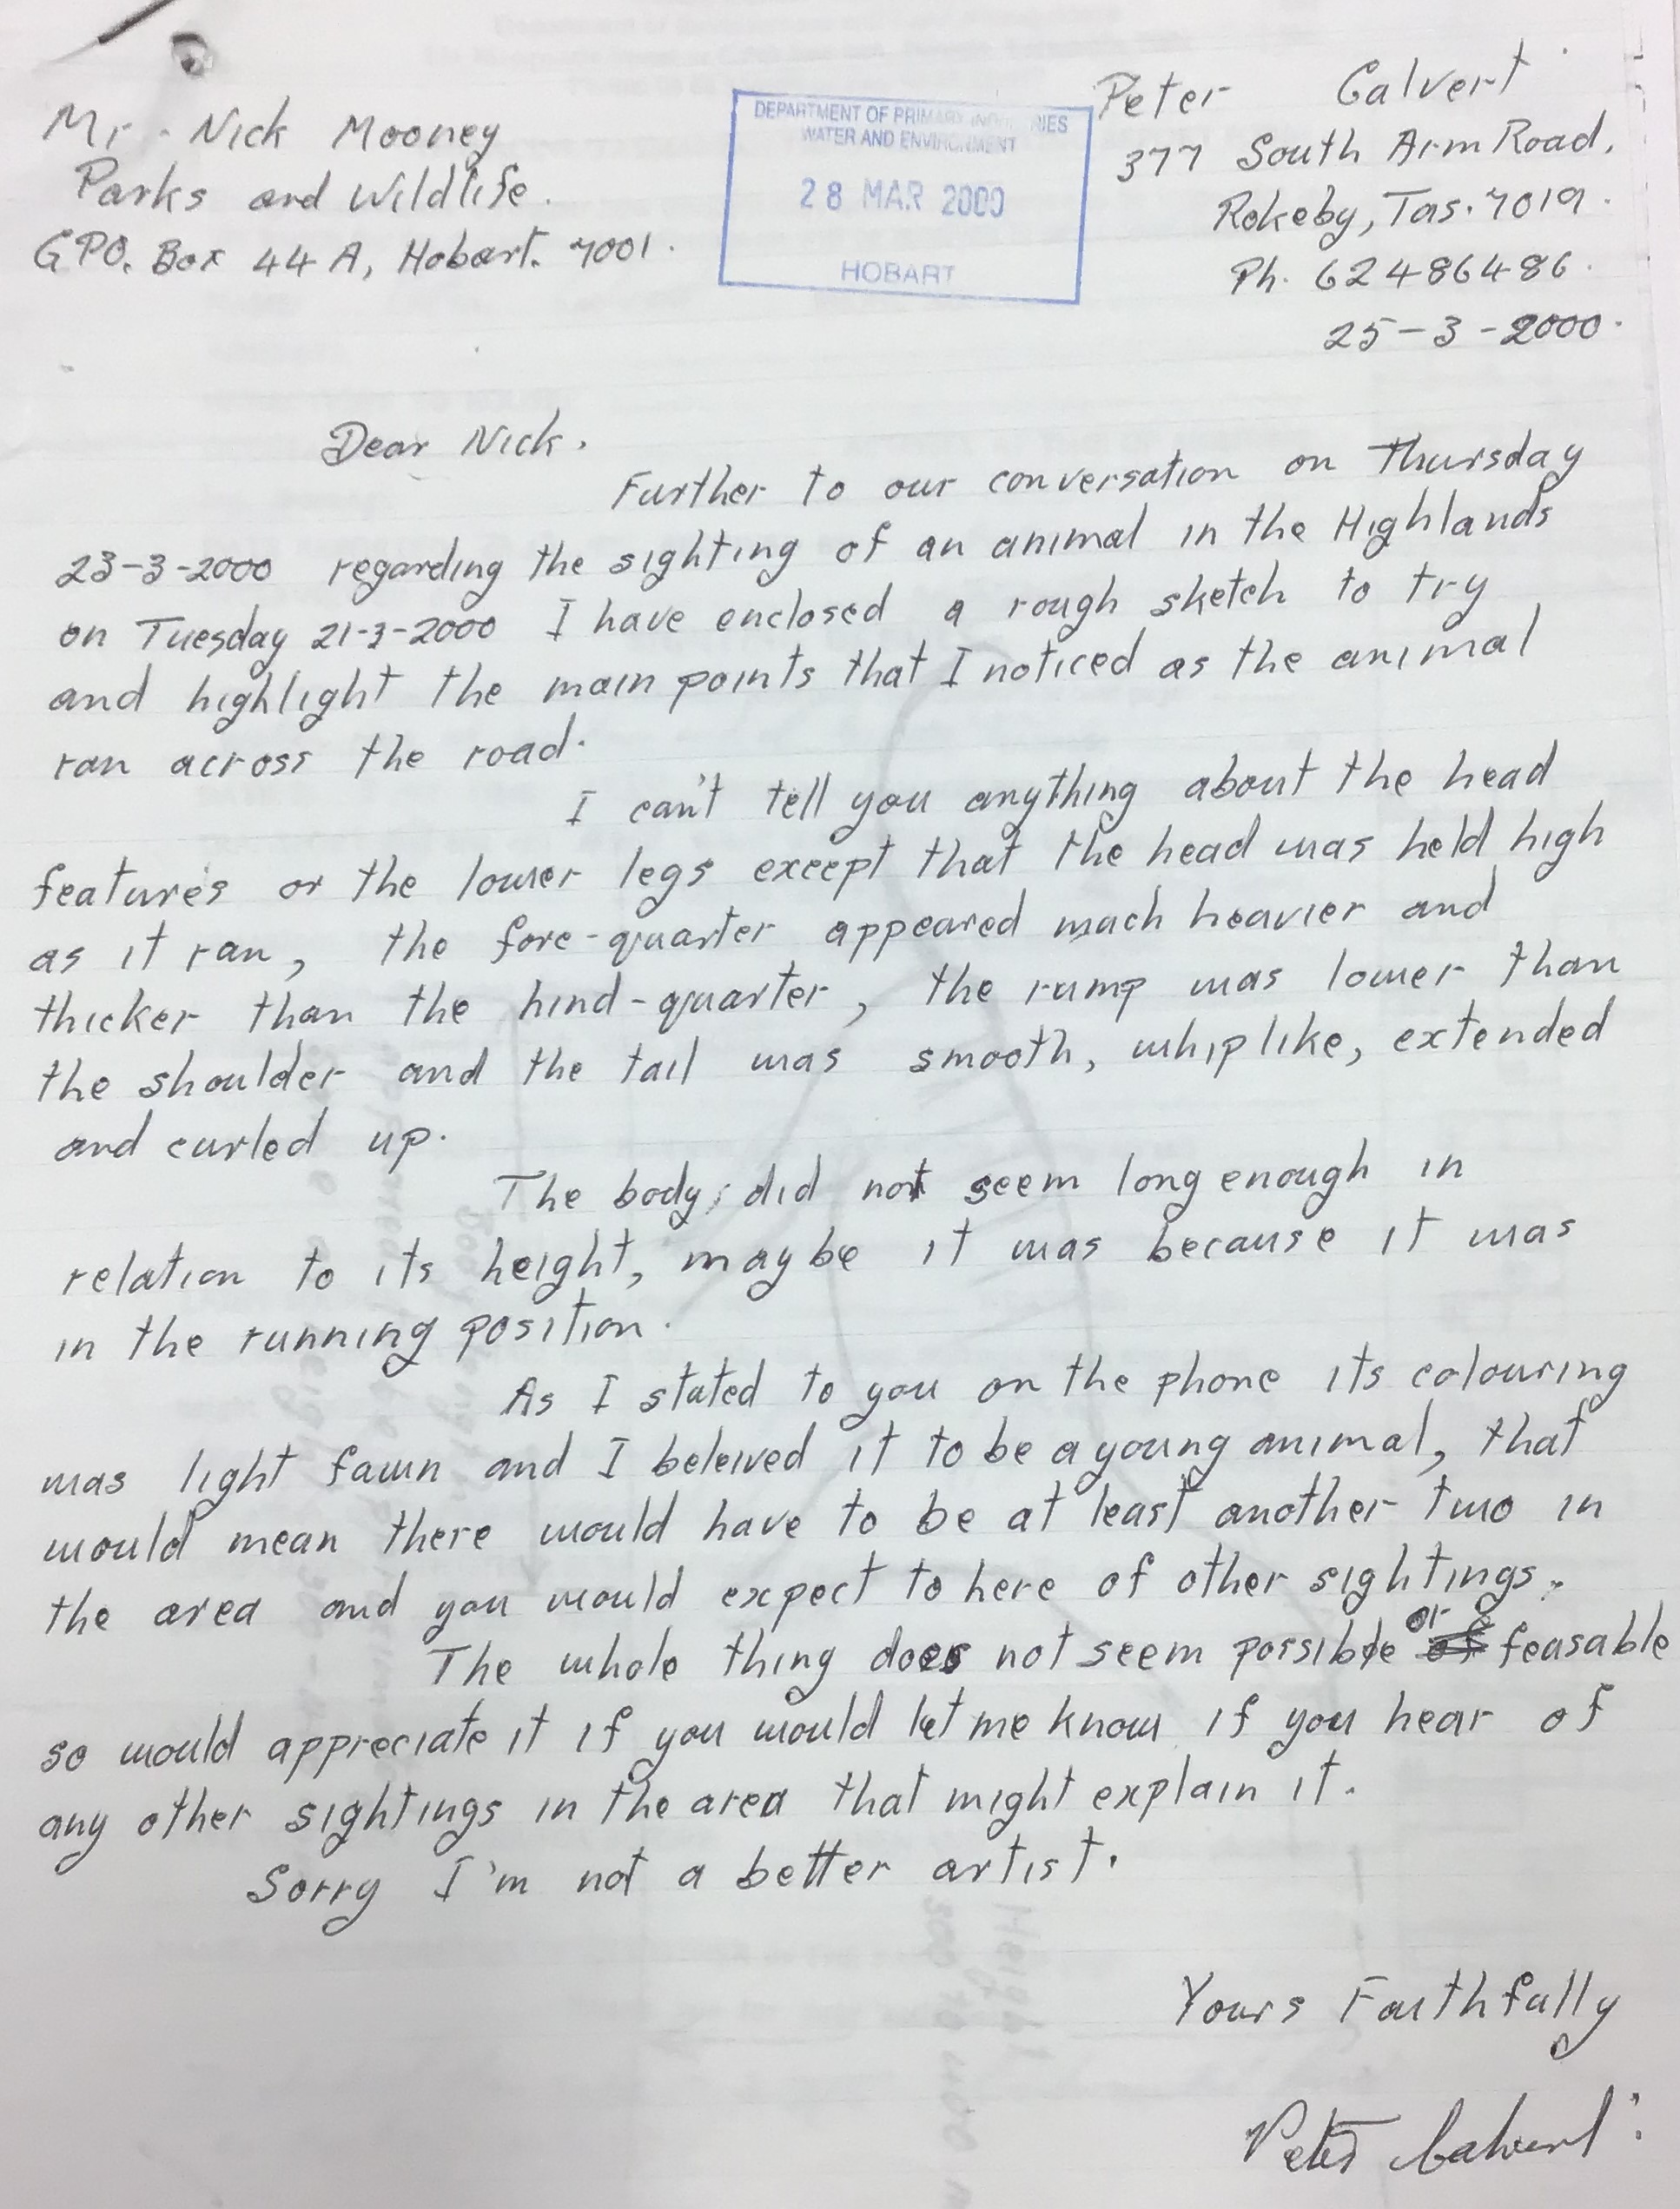 Mr. Nick Mooney
Parks and Wildlife.
GPO. Box 44 A, Hobart. 7001.
DEPARTMENT OF PRIMARY INDUSTRIES
WATER AND ENVIRONMENT
28 MAR 2000
HOBART
Peter Calvert
377 South Arm Road,
Rokeby, Tas. 7019.
Ph. 62486486.
25-3-2000.
Dear Nick.
Further to our conversation on Thursday
23-3-2000 regarding the sighting of an animal in the Highlands
on Tuesday 21-3-2000 I have enclosed a rough sketch to try
and highlight the main points that I noticed as the animal
ran across the road.
I can't tell you anything about the head
features or the lower legs except that the head was held high
as it ran, the fore-quarter appeared much heavier and
thicker than the hind-quarter, the rump was lower than
the shoulder and the tail was smooth, whiplike, extended
and curled up.
The body, did not seem long enough in
relation to its height, maybe it was because it was
in the running position.
As I stated to you on the phone its colouring
was light fawn and I beleived it to be a young animal, that
would mean there would have to be at least another two in
the area and you would expect to here of other sightings.
The whole thing does not seem possible or feasable
so would appreciate it if you would let me know if you hear of
any other sightings in the area that might explain it.
Sorry I'm not a better artist.
Yours Faithfully
Peter Calvert